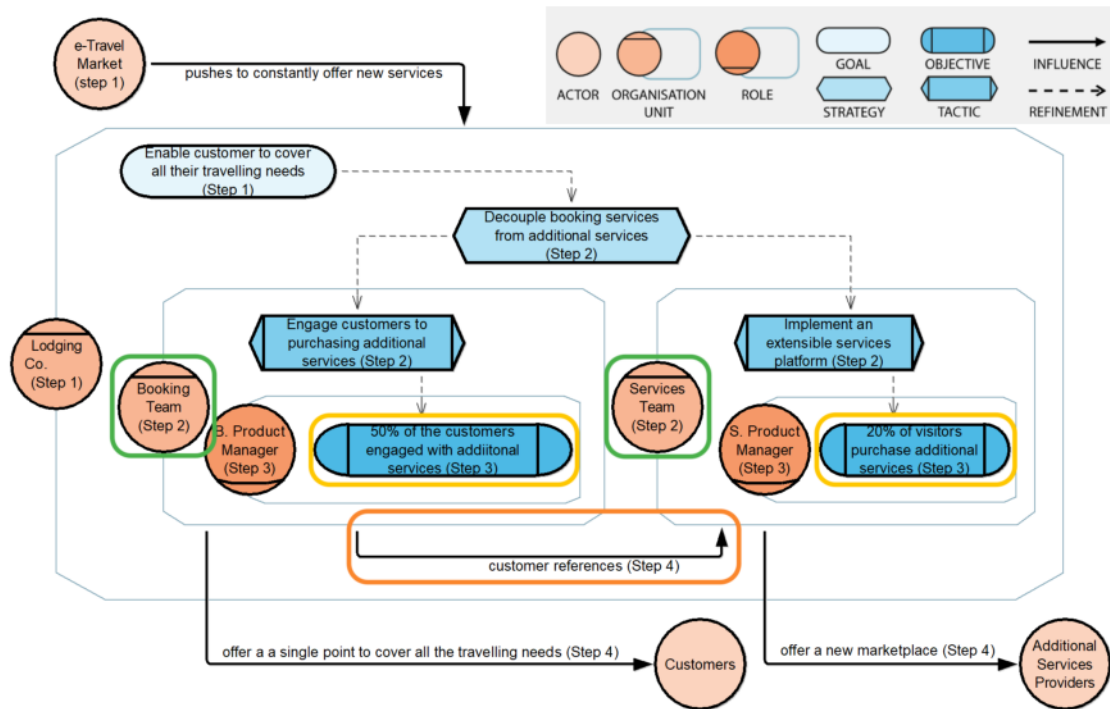 e-Travel
Market
(step 1)
pushes to constantly offer new services
ACTOR
ORGANISATION
UNIT
ROLE
GOAL
OBJECTIVE
INFLUENCE
STRATEGY
TACTIC
REFINEMENT
Enable customer to cover
all their travelling needs
(Step 1)
Decouple booking services
from additional services
(Step 2)
Lodging
Co.
(Step 1)
Engage customers to
purchasing additional
services (Step 2)
Implement an
extensible services
platform (Step 2)
Booking
Team
(Step 2)
Services
Team
(Step 2)
B. Product
Manager
(Step 3)
50% of the customers
engaged with addiitonal
services (Step 3)
S. Product
Manager
(Step 3)
20% of visitors
purchase additional
services (Step 3)
customer references (Step 4)
offer a a single point to cover all the travelling needs (Step 4)
Customers
offer a new marketplace (Step 4)
Additional
Services
Providers